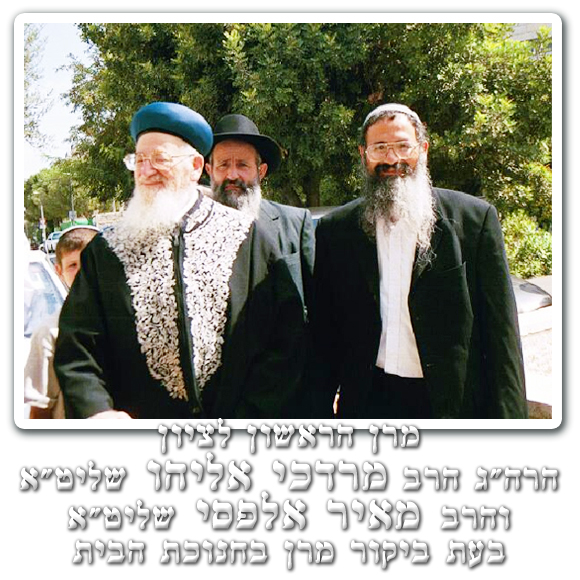 מרן הראשון לציון
הרה"ג הרב מרדכי אליהו שליט"א
והרב מאיר אלפסי שליט"א
בעת ביקור מרן בחנוכת הבית